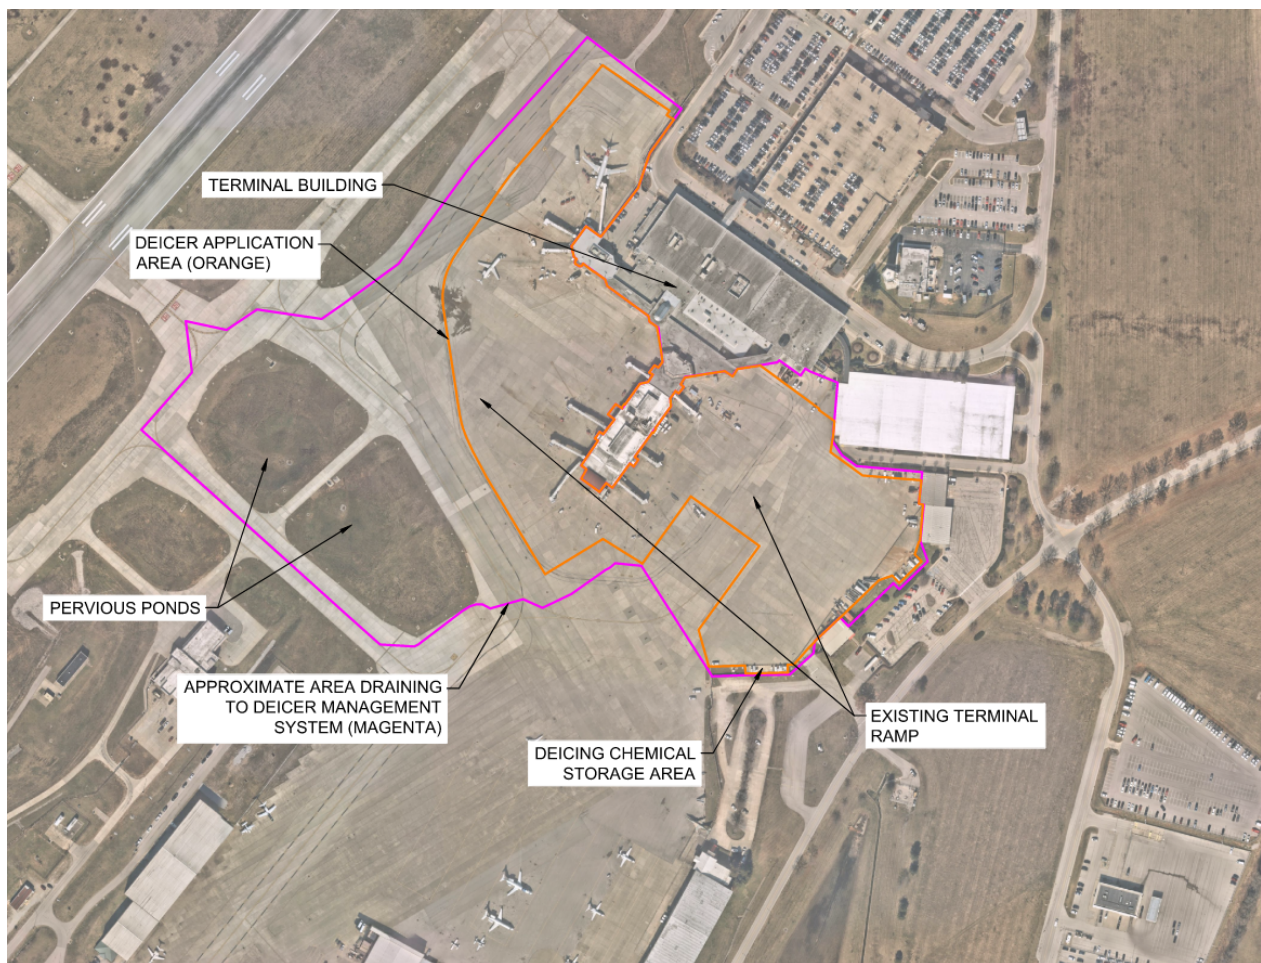 TERMINAL BUILDING
DEICER APPLICATION
AREA (ORANGE)
PERVIOUS PONDS
APPROXIMATE AREA DRAINING
TO DEICER MANAGEMENT
SYSTEM (MAGENTA)
DEICING CHEMICAL
STORAGE AREA
EXISTING TERMINAL
RAMP